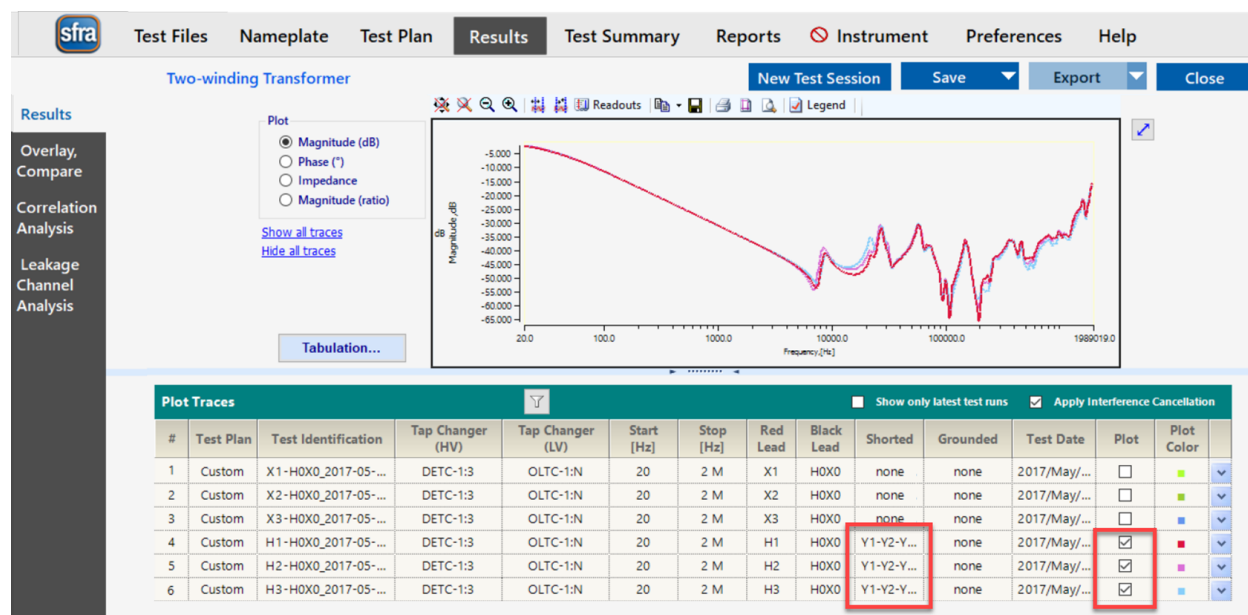 sfra Test Files Nameplate Test Plan Results Test Summary Reports Instrument Preferences Help
Two-winding Transformer New Test Session Save Export Close
Results
Overlay,
Compare
Correlation
Analysis
Leakage
Channel
Analysis
Plot
Magnitude (dB)
Phase (°)
Impedance
Magnitude (ratio)
Show all traces
Hide all traces
Tabulation...
Readouts Legend
dB
Magnitude,dB
-5.000
-10.000
-15.000
-20.000
-25.000
-30.000
-35.000
-40.000
-45.000
-50.000
-55.000
-60.000
-65.000
20.0 100.0 1000.0 10000.0 100000.0 1989019.0
Frequency,[Hz]
Plot Traces Show only latest test runs Apply Interference Cancellation
# Test Plan Test Identification Tap Changer (HV) Tap Changer (LV) Start [Hz] Stop [Hz] Red Lead Black Lead Shorted Grounded Test Date Plot Plot Color
1 Custom X1-H0X0_2017-05-... DETC-1:3 OLTC-1:N 20 2 M X1 H0X0 none none 2017/May/...
2 Custom X2-H0X0_2017-05-... DETC-1:3 OLTC-1:N 20 2 M X2 H0X0 none none 2017/May/...
3 Custom X3-H0X0_2017-05-... DETC-1:3 OLTC-1:N 20 2 M X3 H0X0 none none 2017/May/...
4 Custom H1-H0X0_2017-05-... DETC-1:3 OLTC-1:N 20 2 M H1 H0X0 Y1-Y2-Y... none 2017/May/...
5 Custom H2-H0X0_2017-05-... DETC-1:3 OLTC-1:N 20 2 M H2 H0X0 Y1-Y2-Y... none 2017/May/...
6 Custom H3-H0X0_2017-05-... DETC-1:3 OLTC-1:N 20 2 M H3 H0X0 Y1-Y2-Y... none 2017/May/...